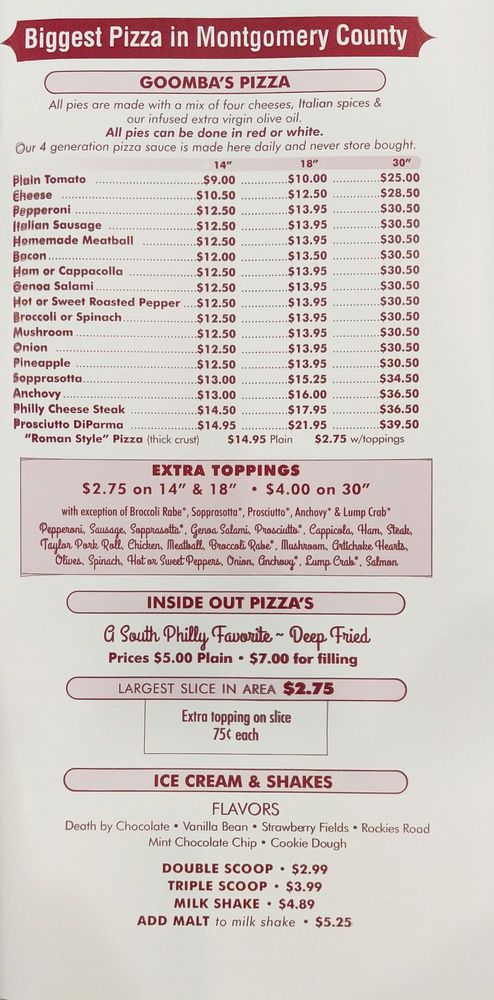 Biggest Pizza in Montgomery County
GOOMBA'S PIZZA
All pies are made with a mix of four cheeses, Italian spices &
our infused extra virgin olive oil.
All pies can be done in red or white.
Our 4 generation pizza sauce is made here daily and never store bought.
14" 18" 30"
Plain Tomato ..........$9.00 ..........$10.00 ..........$25.00
Cheese ..........$10.50 ..........$12.50 ..........$28.50
Pepperoni ..........$12.50 ..........$13.95 ..........$30.50
Italian Sausage ..........$12.50 ..........$13.95 ..........$30.50
Homemade Meatball ..........$12.50 ..........$13.95 ..........$30.50
Bacon ..........$12.00 ..........$13.50 ..........$30.50
Ham or Cappacolla ..........$12.50 ..........$13.95 ..........$30.50
Genoa Salami ..........$12.50 ..........$13.95 ..........$30.50
Hot or Sweet Roasted Pepper ...$12.50 ..........$13.95 ..........$30.50
Broccoli or Spinach ..........$12.50 ..........$13.95 ..........$30.50
Mushroom ..........$12.50 ..........$13.95 ..........$30.50
Onion ..........$12.50 ..........$13.95 ..........$30.50
Pineapple ..........$12.50 ..........$13.95 ..........$30.50
Sopprasotta ..........$13.00 ..........$15.25 ..........$34.50
Anchovy ..........$13.00 ..........$16.00 ..........$36.50
Philly Cheese Steak ..........$14.50 ..........$17.95 ..........$36.50
Prosciutto DiParma ..........$14.95 ..........$21.95 ..........$39.50
"Roman Style" Pizza (thick crust) $14.95 Plain $2.75 w/toppings
EXTRA TOPPINGS
$2.75 on 14" & 18" • $4.00 on 30"
with exception of Broccoli Rabe*, Sopprasotta*, Prosciutto*, Anchovy* & Lump Crab*
Pepperoni, Sausage, Sopprasotta*, Genoa Salami, Prosciutto*, Cappicola, Ham, Steak,
Taylor Pork Roll, Chicken, Meatball, Broccoli Rabe*, Mushroom, Artichoke Hearts,
Olives, Spinach, Hot or Sweet Peppers, Onion, Anchovy*, Lump Crab*, Salmon
INSIDE OUT PIZZA'S
A South Philly Favorite ~ Deep Fried
Prices $5.00 Plain • $7.00 for filling
LARGEST SLICE IN AREA $2.75
Extra topping on slice
75¢ each
ICE CREAM & SHAKES
FLAVORS
Death by Chocolate • Vanilla Bean • Strawberry Fields • Rockies Road
Mint Chocolate Chip • Cookie Dough
DOUBLE SCOOP • $2.99
TRIPLE SCOOP • $3.99
MILK SHAKE • $4.89
ADD MALT to milk shake • $5.25